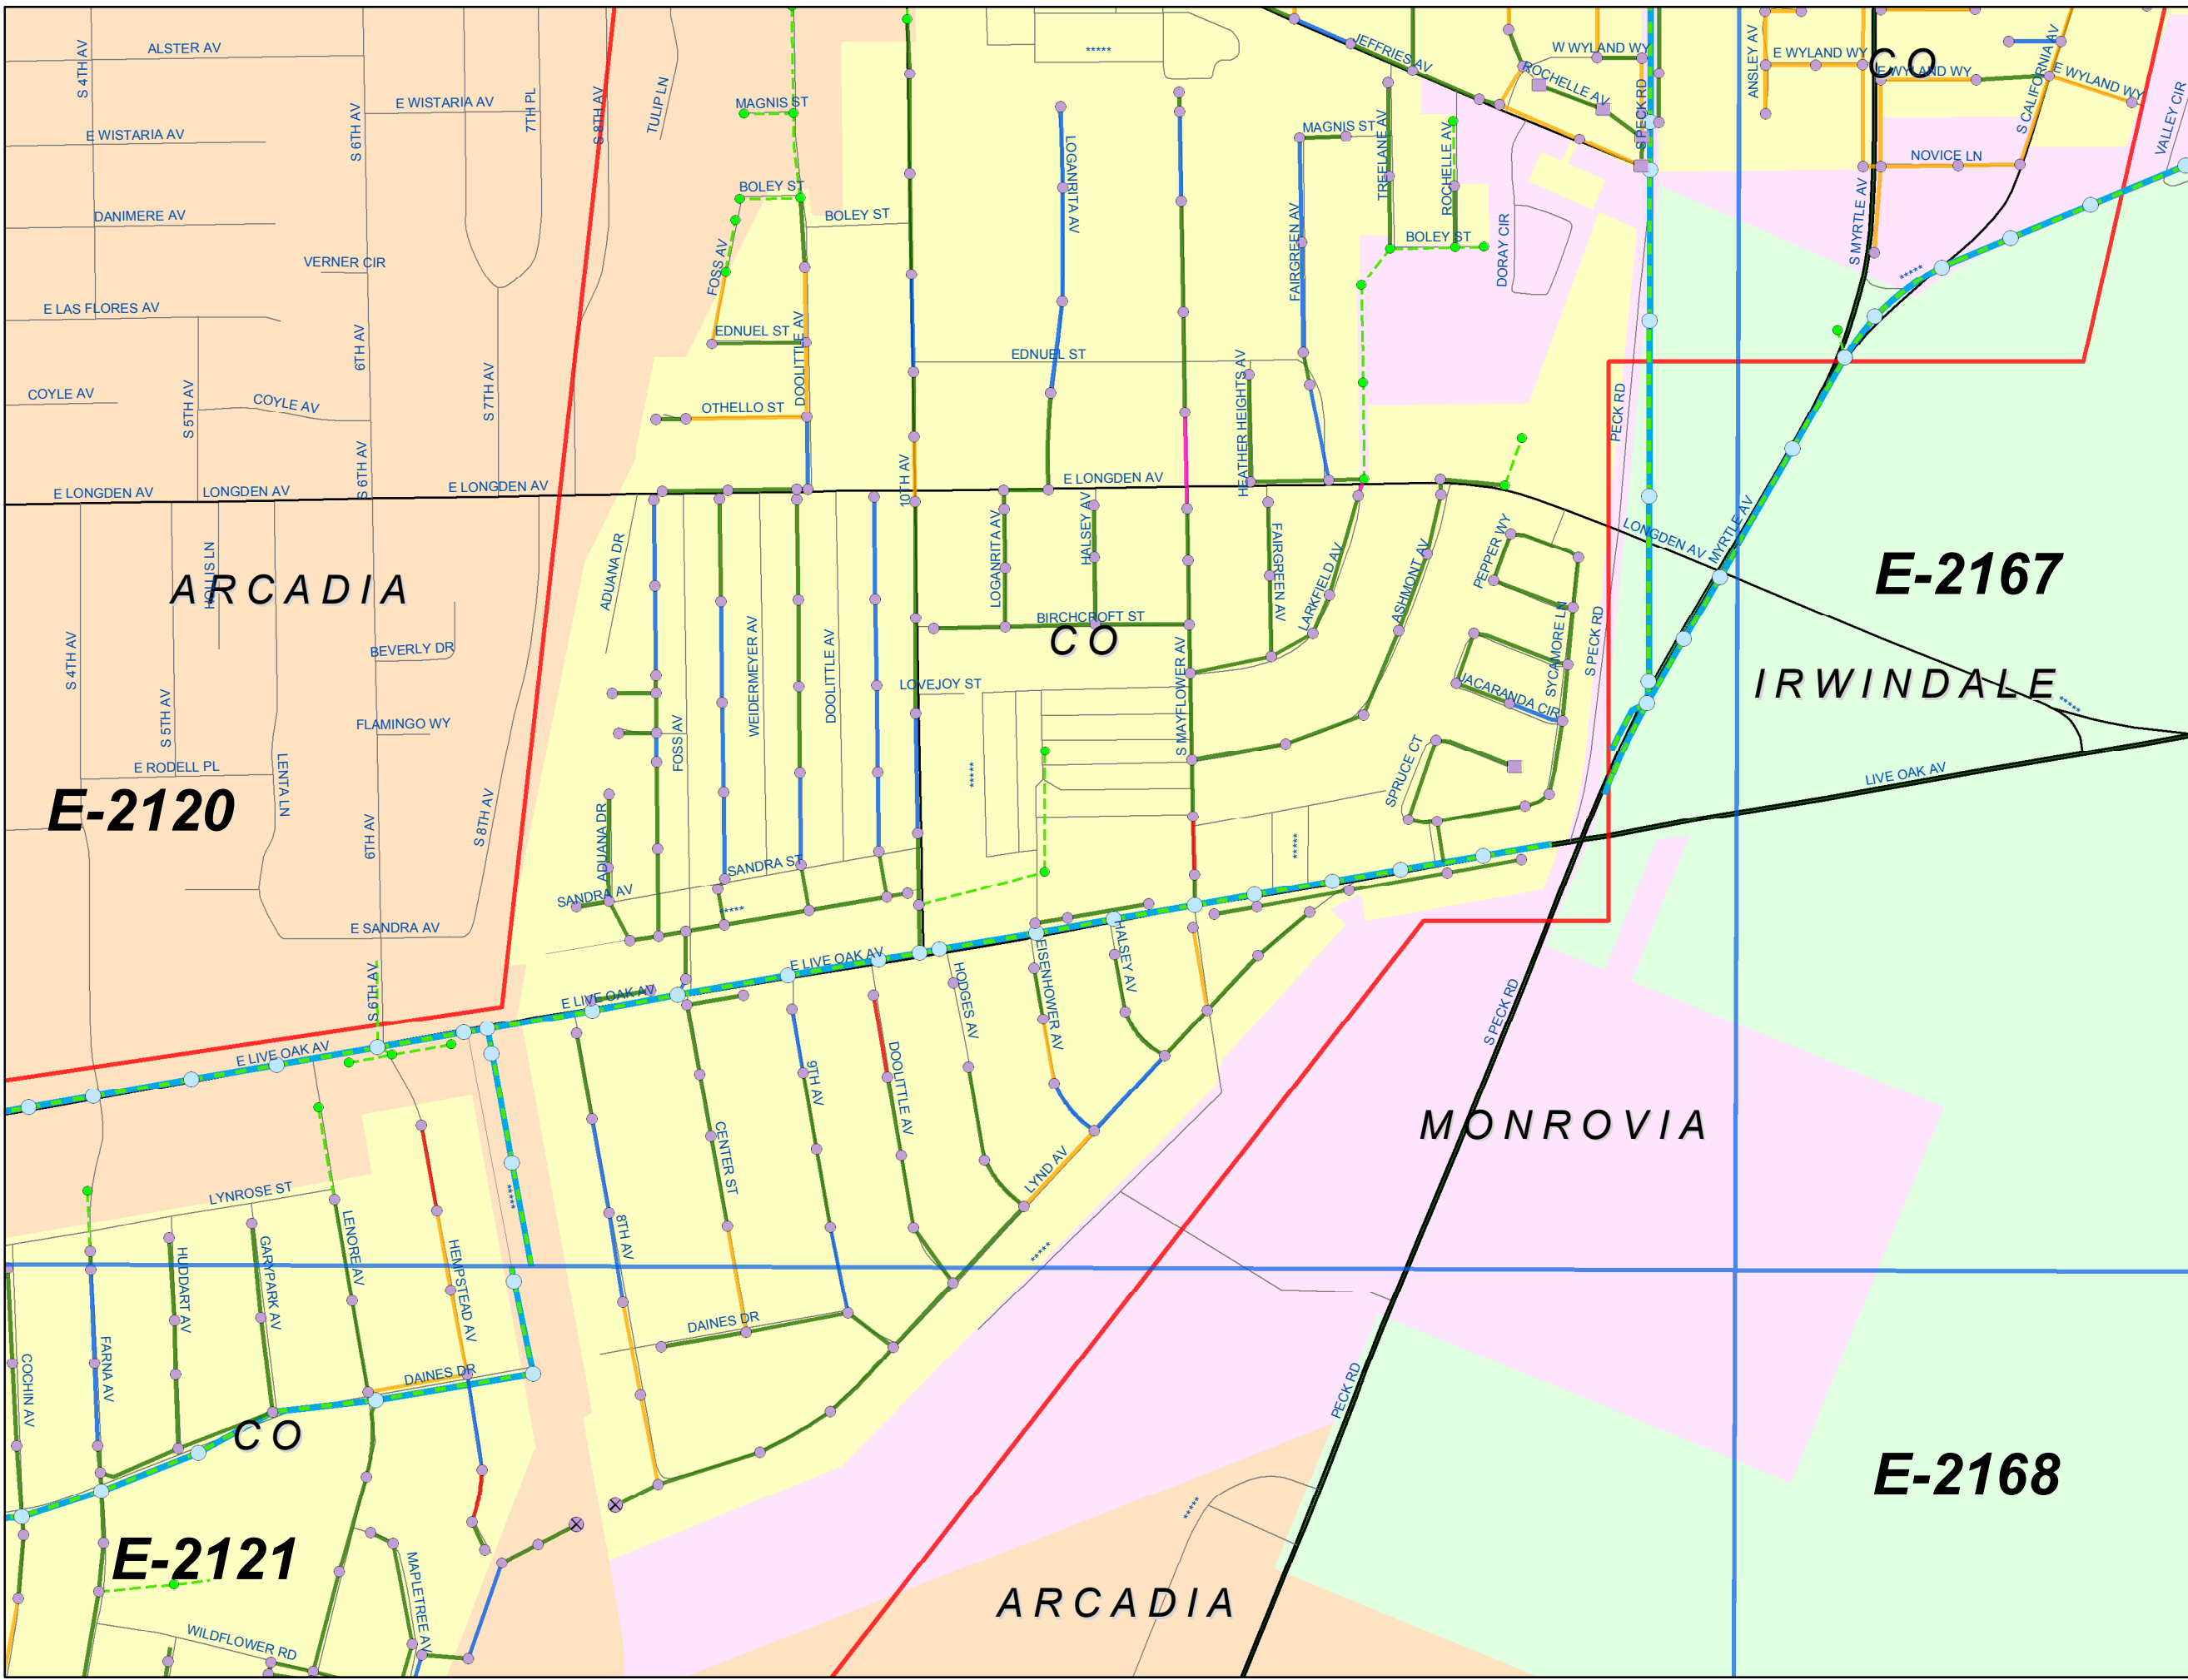 S 4TH AV
ALSTER AV
E WISTARIA AV
E WISTARIA AV
S 6TH AV
7TH PL
S 8TH AV
TULIP LN
DANIMERE AV
VERNER CIR
E LAS FLORES AV
6TH AV
COYLE AV
S 5TH AV
COYLE AV
S 7TH AV
S 6TH AV
E LONGDEN AV
LONGDEN AV
E LONGDEN AV
MAGNIS ST
BOLEY ST
BOLEY ST
FOSS AV
EDNUEL ST
DOOLITTLE AV
OTHELLO ST
10TH AV
*****
LOGANRITA AV
EDNUEL ST
E LONGDEN AV
JEFFRIES AV
MAGNIS ST
TREELANE AV
FAIRGREEN AV
HEATHER HEIGHTS AV
ROCHELLE AV
BOLEY ST
DORAY CIR
W WYLAND WY
ROCHELLE AV
S PECK RD
PECK RD
ANSLEY AV
E WYLAND WY
CO
E WYLAND WY
E WYLAND WY
S CALIFORNIA AV
VALLEY CIR
NOVICE LN
S MYRTLE AV
*****
ARCADIA
HOLLIS LN
S 4TH AV
S 5TH AV
BEVERLY DR
FLAMINGO WY
E RODELL PL
LENTA LN
E-2120
6TH AV
S 8TH AV
E SANDRA AV
S 6TH AV
ADUANA DR
FOSS AV
WEIDERMEYER AV
DOOLITTLE AV
LOGANRITA AV
HALSEY AV
BIRCHCROFT ST
CO
LOVEJOY ST
*****
S MAYFLOWER AV
FAIRGREEN AV
LARKFIELD AV
ASHMONT AV
PEPPER WY
SYCAMORE LN
JACARANDA CIR
SPRUCE CT
*****
S PECK RD
LONGDEN AV
MYRTLE AV
E-2167
IRWINDALE
*****
LIVE OAK AV
ADUANA DR
SANDRA AV
SANDRA ST
*****
E LIVE OAK AV
E LIVE OAK AV
E LIVE OAK AV
HODGES AV
EISENHOWER AV
HALSEY AV
9TH AV
DOOLITTLE AV
CENTER ST
8TH AV
LYND AV
*****
S PECK RD
MONROVIA
LYNROSE ST
*****
HUDDART AV
GARYPARK AV
LENORE AV
HEMPSTEAD AV
FARNA AV
COCHIN AV
DAINES DR
DAINES DR
CO
PECK RD
E-2168
E-2121
MAPLETREE AV
WILDFLOWER RD
*****
ARCADIA